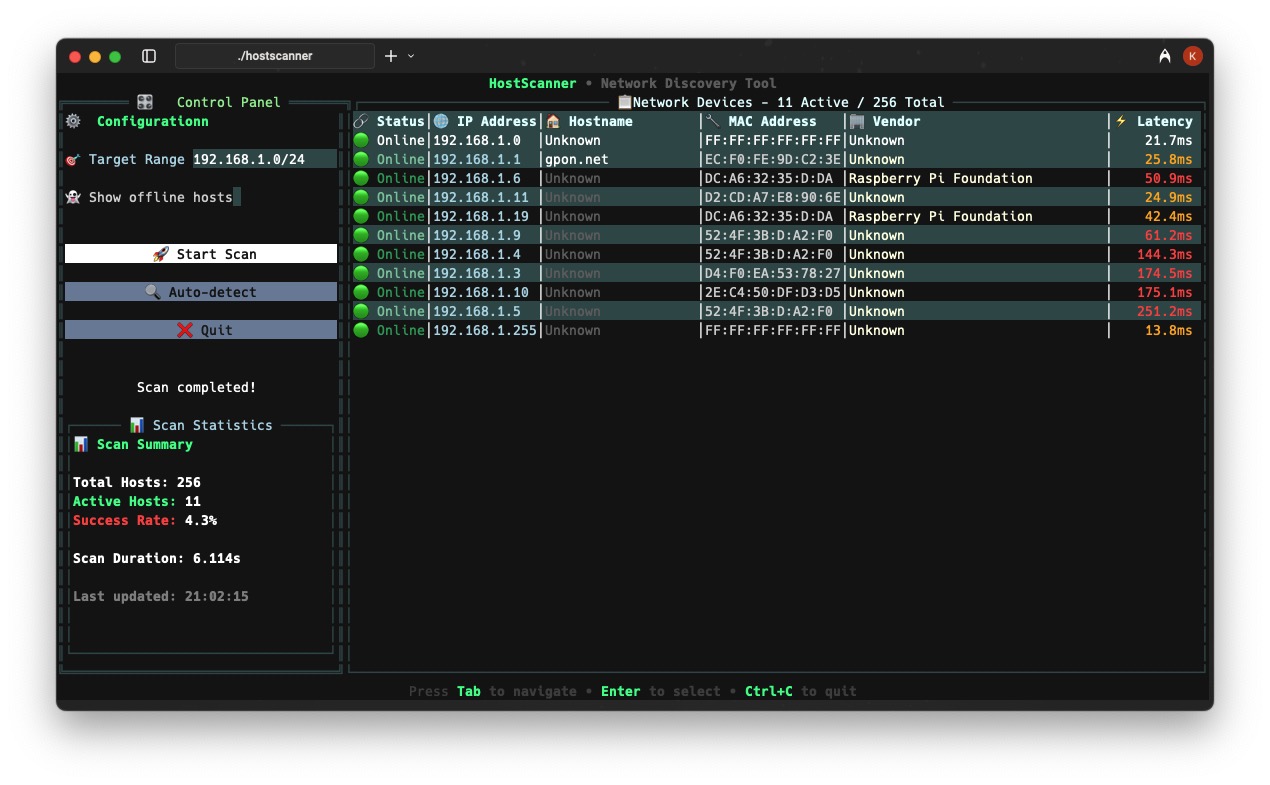 ./hostscanner
K
HostScanner • Network Discovery Tool
Control Panel
Configurationn
Target Range 192.168.1.0/24
Show offline hosts
Start Scan
Auto-detect
Quit
Scan completed!
Scan Statistics
Scan Summary
Total Hosts: 256
Active Hosts: 11
Success Rate: 4.3%
Scan Duration: 6.114s
Last updated: 21:02:15
Network Devices - 11 Active / 256 Total
Status| IP Address| Hostname | MAC Address | Vendor | Latency
Online|192.168.1.0 |Unknown |FF:FF:FF:FF:FF:FF|Unknown | 21.7ms
Online|192.168.1.1 |gpon.net |EC:F0:FE:9D:C2:3E|Unknown | 25.8ms
Online|192.168.1.6 |Unknown |DC:A6:32:35:D:DA |Raspberry Pi Foundation | 50.9ms
Online|192.168.1.11 |Unknown |D2:CD:A7:E8:90:6E|Unknown | 24.9ms
Online|192.168.1.19 |Unknown |DC:A6:32:35:D:DA |Raspberry Pi Foundation | 42.4ms
Online|192.168.1.9 |Unknown |52:4F:3B:D:A2:F0 |Unknown | 61.2ms
Online|192.168.1.4 |Unknown |52:4F:3B:D:A2:F0 |Unknown | 144.3ms
Online|192.168.1.3 |Unknown |D4:F0:EA:53:78:27|Unknown | 174.5ms
Online|192.168.1.10 |Unknown |2E:C4:50:DF:D3:D5|Unknown | 175.1ms
Online|192.168.1.5 |Unknown |52:4F:3B:D:A2:F0 |Unknown | 251.2ms
Online|192.168.1.255|Unknown |FF:FF:FF:FF:FF:FF|Unknown | 13.8ms
Press Tab to navigate • Enter to select • Ctrl+C to quit